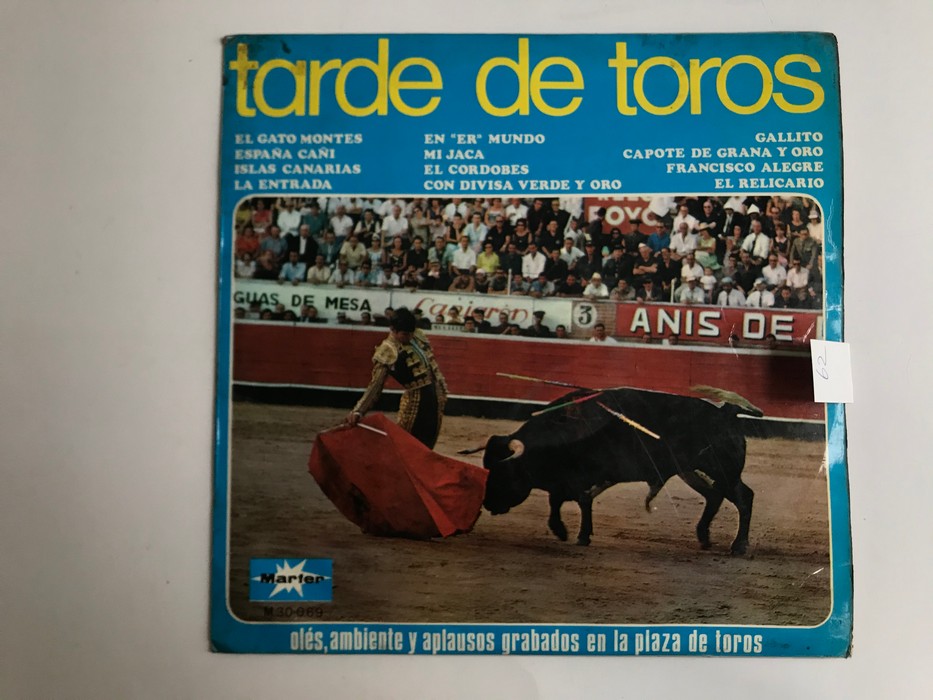 tarde de toros
EL GATO MONTES
ESPAÑA CAÑI
ISLAS CANARIAS
LA ENTRADA
EN "ER" MUNDO
MI JACA
EL CORDOBES
CON DIVISA VERDE Y ORO
GALLITO
CAPOTE DE GRANA Y ORO
FRANCISCO ALEGRE
EL RELICARIO
GUAS DE MESA
3
ANIS DE
62
Marfer
M 30-069
olés, ambiente y aplausos grabados en la plaza de toros